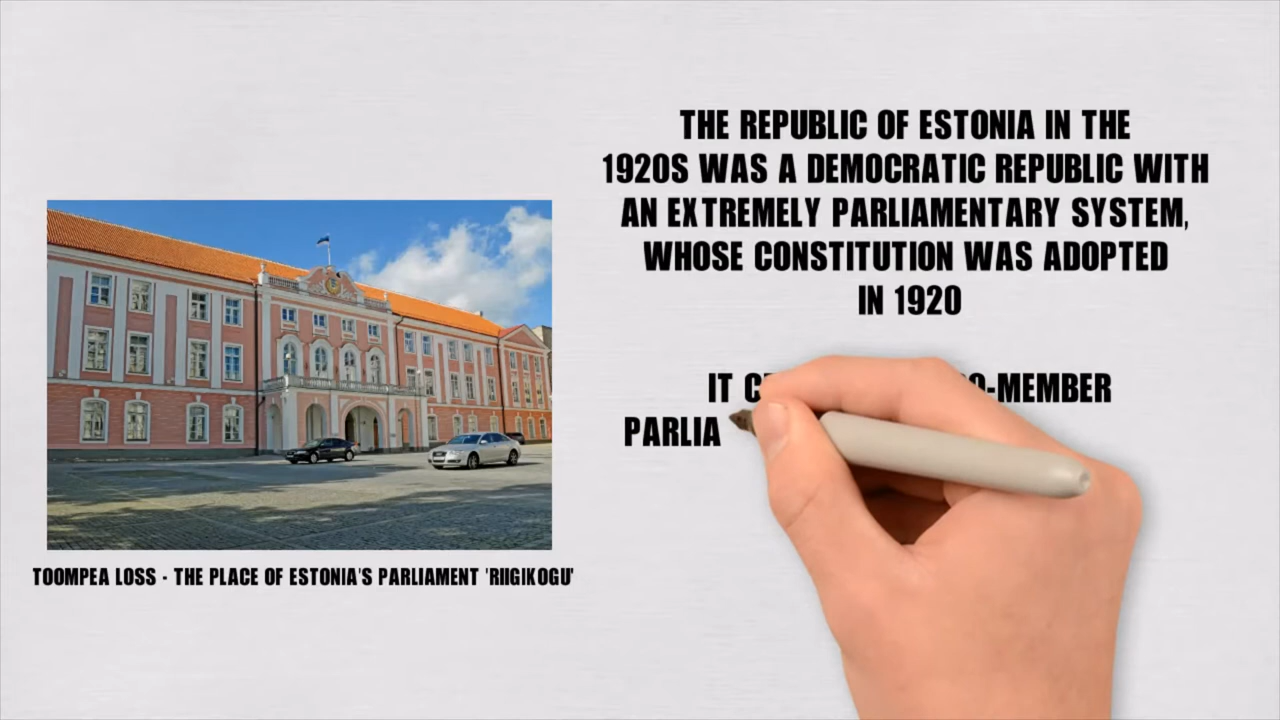 THE REPUBLIC OF ESTONIA IN THE
1920S WAS A DEMOCRATIC REPUBLIC WITH
AN EXTREMELY PARLIAMENTARY SYSTEM,
WHOSE CONSTITUTION WAS ADOPTED
IN 1920
IT -MEMBER
PARLIA
TOOMPEA LOSS - THE PLACE OF ESTONIA'S PARLIAMENT 'RIIGIKOGU'